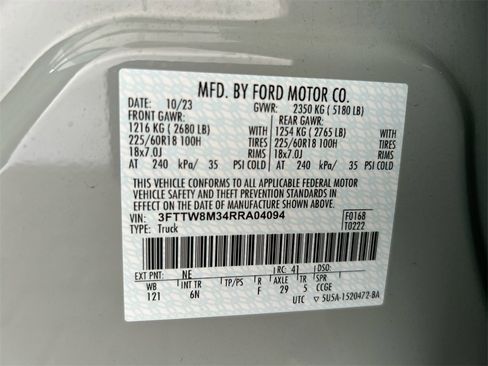 MFD. BY FORD MOTOR CO.
DATE: 10/23 GVWR: 2350 KG ( 5180 LB)
FRONT GAWR: REAR GAWR:
1216 KG ( 2680 LB) WITH 1254 KG ( 2765 LB) WITH
225/60R18 100H TIRES 225/60R18 100H TIRES
18x7.0J RIMS 18x7.0J RIMS
AT 240 kPa/ 35 PSI COLD AT 240 kPa/ 35 PSI COLD
THIS VEHICLE CONFORMS TO ALL APPLICABLE FEDERAL MOTOR
VEHICLE SAFETY AND THEFT PREVENTION STANDARDS IN EFFECT
ON THE DATE OF MANUFACTURE SHOWN ABOVE.
VIN: 3FTTW8M34RRA04094 F0168
TYPE: Truck T0222
EXT PNT: NE RC: 41 DSO:
WB INT TR TP/PS R AXLE TR SPR
121 6N F 29 5 CCGE
UTC ▽ 5U5A-1520472-BA